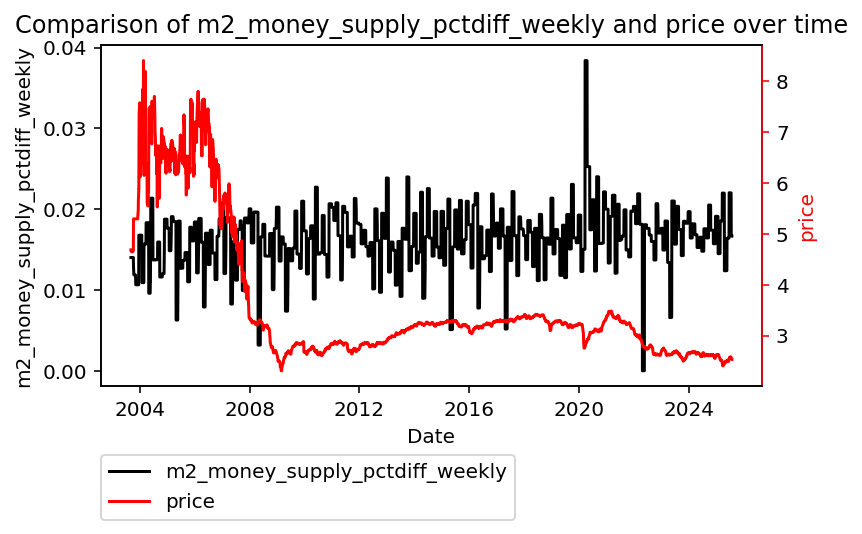 Comparison of m2_money_supply_pctdiff_weekly and price over time
m2_money_supply_pctdiff_weekly
0.04
0.03
0.02
0.01
0.00
8
7
6
5
4
3
price
2004 2008 2012 2016 2020 2024
Date
m2_money_supply_pctdiff_weekly
price